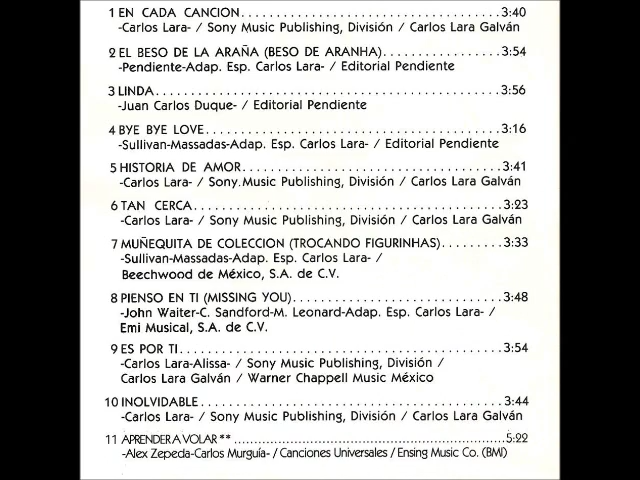 1 EN CADA CANCION.................................3:40
-Carlos Lara- / Sony Music Publishing, División / Carlos Lara Galván
2 EL BESO DE LA ARAÑA (BESO DE ARANHA)...............3:54
-Pendiente-Adap. Esp. Carlos Lara- / Editorial Pendiente
3 LINDA.............................................3:56
-Juan Carlos Duque- / Editorial Pendiente
4 BYE BYE LOVE......................................3:16
-Sullivan-Massadas-Adap. Esp. Carlos Lara- / Editorial Pendiente
5 HISTORIA DE AMOR..................................3:41
-Carlos Lara- / Sony Music Publishing, División / Carlos Lara Galván
6 TAN CERCA.........................................3:23
-Carlos Lara- / Sony Music Publishing, División / Carlos Lara Galván
7 MUÑEQUITA DE COLECCION (TROCANDO FIGURINHAS).........3:33
-Sullivan-Massadas-Adap. Esp. Carlos Lara- /
Beechwood de México, S.A. de C.V.
8 PIENSO EN TI (MISSING YOU)...........................3:48
-John Waiter-C. Sandford-M. Leonard-Adap. Esp. Carlos Lara- /
Emi Musical, S.A. de C.V.
9 ES POR TI.........................................3:54
-Carlos Lara-Alissa- / Sony Music Publishing, División /
Carlos Lara Galván / Warner Chappell Music México
10 INOLVIDABLE......................................3:44
-Carlos Lara- / Sony Music Publishing, División / Carlos Lara Galván
11 APRENDER A VOLAR **..............................5:22
-Alex Zepeda-Carlos Murguía- / Canciones Universales / Ensing Music Co. (BMI)